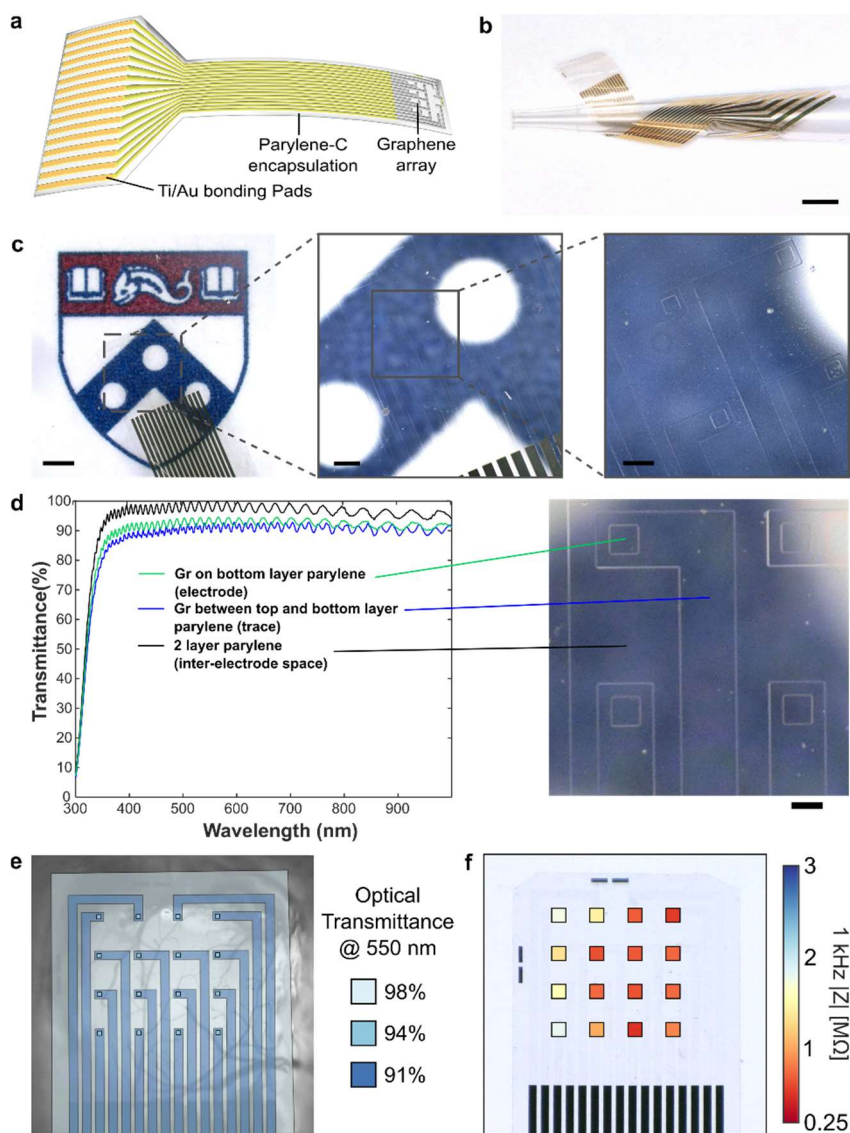 a
b
Parylene-C
encapsulation
Graphene
array
Ti/Au bonding Pads
c
d
Transmittance(%)
100
90
80
70
60
50
40
30
20
10
0
300
400
500
600
700
800
900
Wavelength (nm)
Gr on bottom layer parylene
(electrode)
Gr between top and bottom layer
parylene (trace)
2 layer parylene
(inter-electrode space)
e
Optical
Transmittance
@ 550 nm
98%
94%
91%
f
3
2
1
0.25
1 kHz |Z| [MΩ]